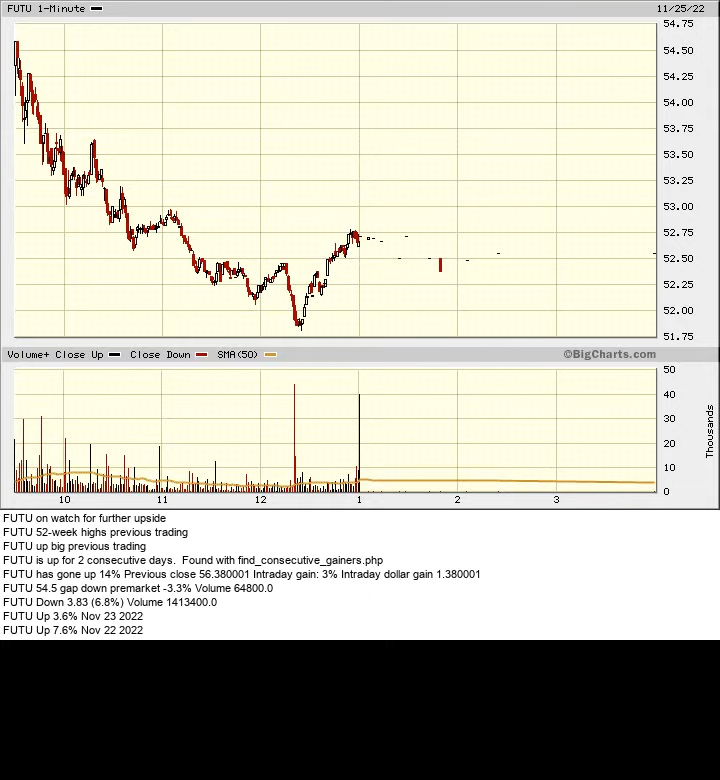 FUTU 1-Minute 11/25/22
54.75
54.50
54.25
54.00
53.75
53.50
53.25
53.00
52.75
52.50
52.25
52.00
51.75
Volume+ Close Up Close Down SMA(50) ©BigCharts.com
50
40
30
20
10
0
Thousands
10 11 12 1 2 3
FUTU on watch for further upside
FUTU 52-week highs previous trading
FUTU up big previous trading
FUTU is up for 2 consecutive days.  Found with find_consecutive_gainers.php
FUTU has gone up 14% Previous close 56.380001 Intraday gain: 3% Intraday dollar gain 1.380001
FUTU 54.5 gap down premarket -3.3% Volume 64800.0
FUTU Down 3.83 (6.8%) Volume 1413400.0
FUTU Up 3.6% Nov 23 2022
FUTU Up 7.6% Nov 22 2022